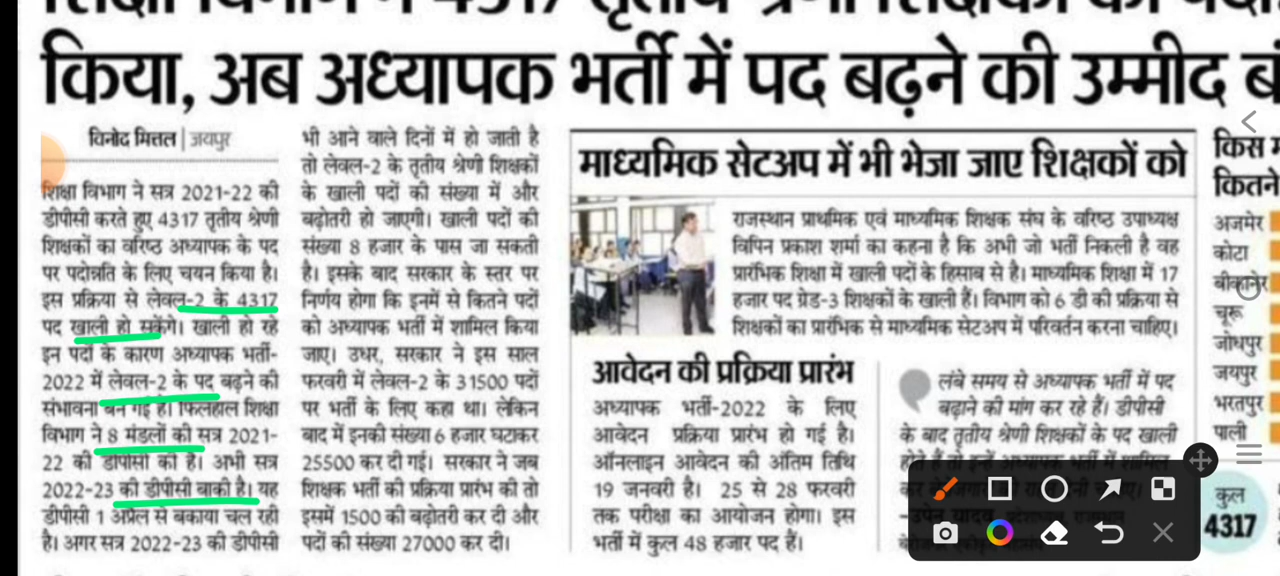 किया, अब अध्यापक भर्ती में पद बढ़ने की उम्मीद
विनोद मित्तल | जयपुर
शिक्षा विभाग ने सत्र 2021-22 की
डीपीसी करते हुए 4317 तृतीय श्रेणी
शिक्षकों का वरिष्ठ अध्यापक के पद
पर पदोन्नति के लिए चयन किया है।
इस प्रक्रिया से लेवल-2 के 4317
पद खाली हो सकेंगे। खाली हो रहे
इन पदों के कारण अध्यापक भर्ती-
2022 में लेवल-2 के पद बढ़ने की
संभावना बन गई है। फिलहाल शिक्षा
विभाग ने 8 मंडलों की सत्र 2021-
22 की डीपीसी की है। अभी सत्र
2022-23 की डीपीसी बाकी है। यह
डीपीसी 1 अप्रैल से बकाया चल रही
है। अगर सत्र 2022-23 की डीपीसी
भी आने वाले दिनों में हो जाती है
तो लेवल-2 के तृतीय श्रेणी शिक्षकों
के खाली पदों की संख्या में और
बढ़ोतरी हो जाएगी। खाली पदों की
संख्या 8 हजार के पास जा सकती
है। इसके बाद सरकार के स्तर पर
निर्णय होगा कि इनमें से कितने पदों
को अध्यापक भर्ती में शामिल किया
जाए। उधर, सरकार ने इस साल
फरवरी में लेवल-2 के 31500 पदों
पर भर्ती के लिए कहा था। लेकिन
बाद में इनकी संख्या 6 हजार घटाकर
25500 कर दी गई। सरकार ने जब
शिक्षक भर्ती की प्रक्रिया प्रारंभ की तो
इसमें 1500 की बढ़ोतरी कर दी और
पदों की संख्या 27000 कर दी।
माध्यमिक सेटअप में भी भेजा जाए शिक्षकों को
राजस्थान प्राथमिक एवं माध्यमिक शिक्षक संघ के वरिष्ठ उपाध्यक्ष
विपिन प्रकाश शर्मा का कहना है कि अभी जो भर्ती निकली है वह
प्रारंभिक शिक्षा में खाली पदों के हिसाब से है। माध्यमिक शिक्षा में 17
हजार पद ग्रेड-3 शिक्षकों के खाली हैं। विभाग को 6 डी की प्रक्रिया से
शिक्षकों का प्रारंभिक से माध्यमिक सेटअप में परिवर्तन करना चाहिए।
आवेदन की प्रक्रिया प्रारंभ
अध्यापक भर्ती-2022 के लिए
आवेदन प्रक्रिया प्रारंभ हो गई है।
ऑनलाइन आवेदन की अंतिम तिथि
19 जनवरी है। 25 से 28 फरवरी
तक परीक्षा का आयोजन होगा। इस
भर्ती में कुल 48 हजार पद हैं।
लंबे समय से अध्यापक भर्ती में पद
बढ़ाने की मांग कर रहे हैं। डीपीसी
के बाद तृतीय श्रेणी शिक्षकों के पद खाली
किस
कितने
अजमेर
कोटा
बीकानेर
चूरू
जोधपुर
जयपुर
भरतपुर
पाली
कुल
4317